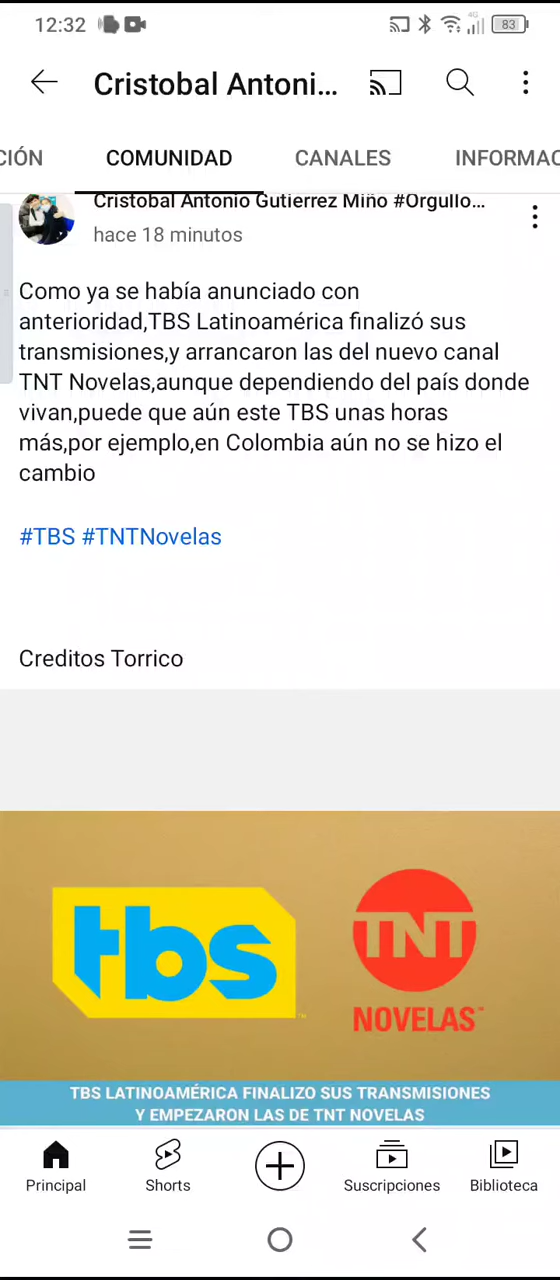 12:32
4G
83
Cristobal Antoni...
CIÓN
COMUNIDAD
CANALES
INFORMAC
Cristobal Antonio Gutierrez Miño #Orgullo...
hace 18 minutos
Como ya se había anunciado con
anterioridad,TBS Latinoamérica finalizó sus
transmisiones,y arrancaron las del nuevo canal
TNT Novelas,aunque dependiendo del país donde
vivan,puede que aún este TBS unas horas
más,por ejemplo,en Colombia aún no se hizo el
cambio
#TBS #TNTNovelas
Creditos Torrico
tbs
TNT
NOVELAS
TBS LATINOAMÉRICA FINALIZO SUS TRANSMISIONES
Y EMPEZARON LAS DE TNT NOVELAS
Principal
Shorts
Suscripciones
Biblioteca